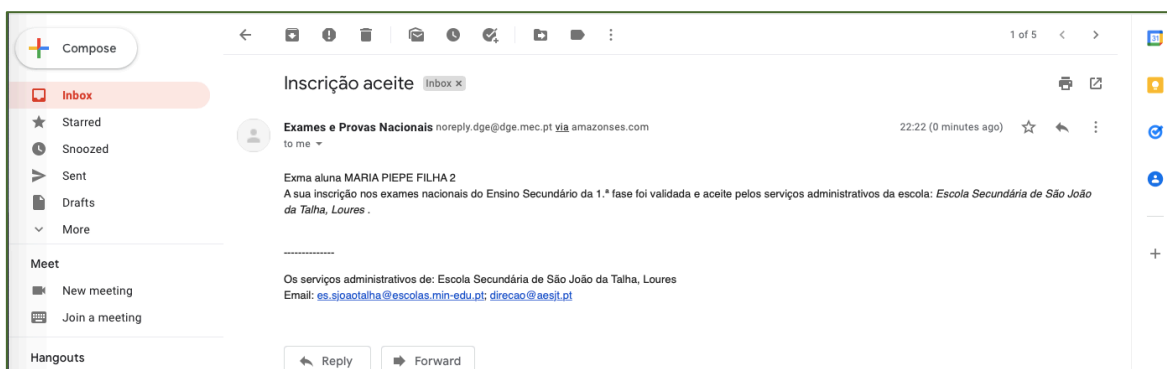 Compose
1 of 5
31
Inscrição aceite Inbox x
Inbox
Starred
Snoozed
Sent
Drafts
More
Exames e Provas Nacionais noreply.dge@dge.mec.pt via amazonses.com
22:22 (0 minutes ago)
to me
Exma aluna MARIA PIEPE FILHA 2
A sua inscrição nos exames nacionais do Ensino Secundário da 1.ª fase foi validada e aceite pelos serviços administrativos da escola: Escola Secundária de São João
da Talha, Loures .
--------------
Os serviços administrativos de: Escola Secundária de São João da Talha, Loures
Email: es.sjoaotalha@escolas.min-edu.pt; direcao@aesjt.pt
Meet
New meeting
Join a meeting
Hangouts
Reply
Forward